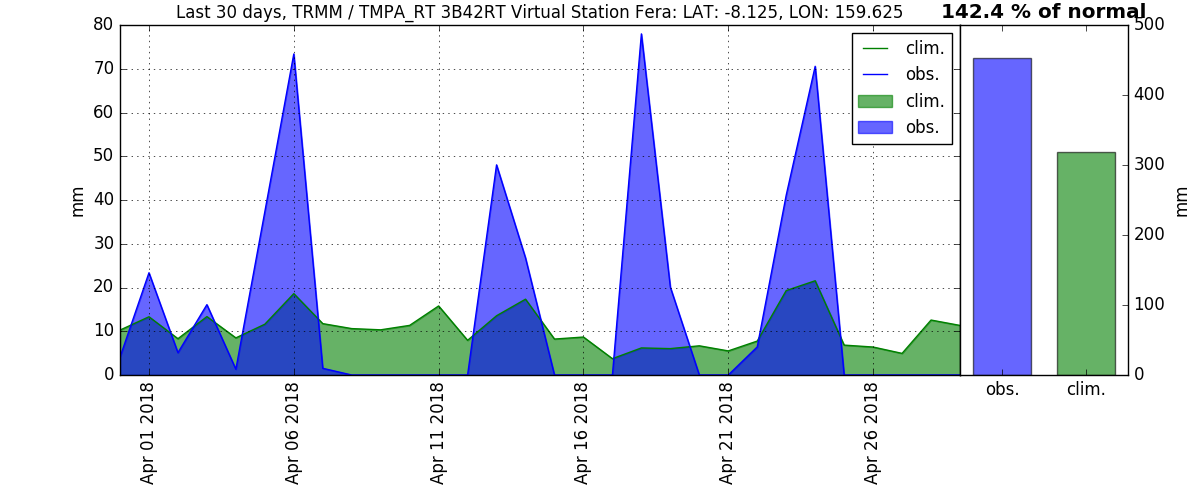 Last 30 days, TRMM / TMPA_RT 3B42RT Virtual Station Fera: LAT: -8.125, LON: 159.625
142.4 % of normal
80
70
60
50
40
30
20
10
0
mm
clim.
obs.
clim.
obs.
Apr 01 2018
Apr 06 2018
Apr 11 2018
Apr 16 2018
Apr 21 2018
Apr 26 2018
500
400
300
200
100
0
mm
obs.
clim.